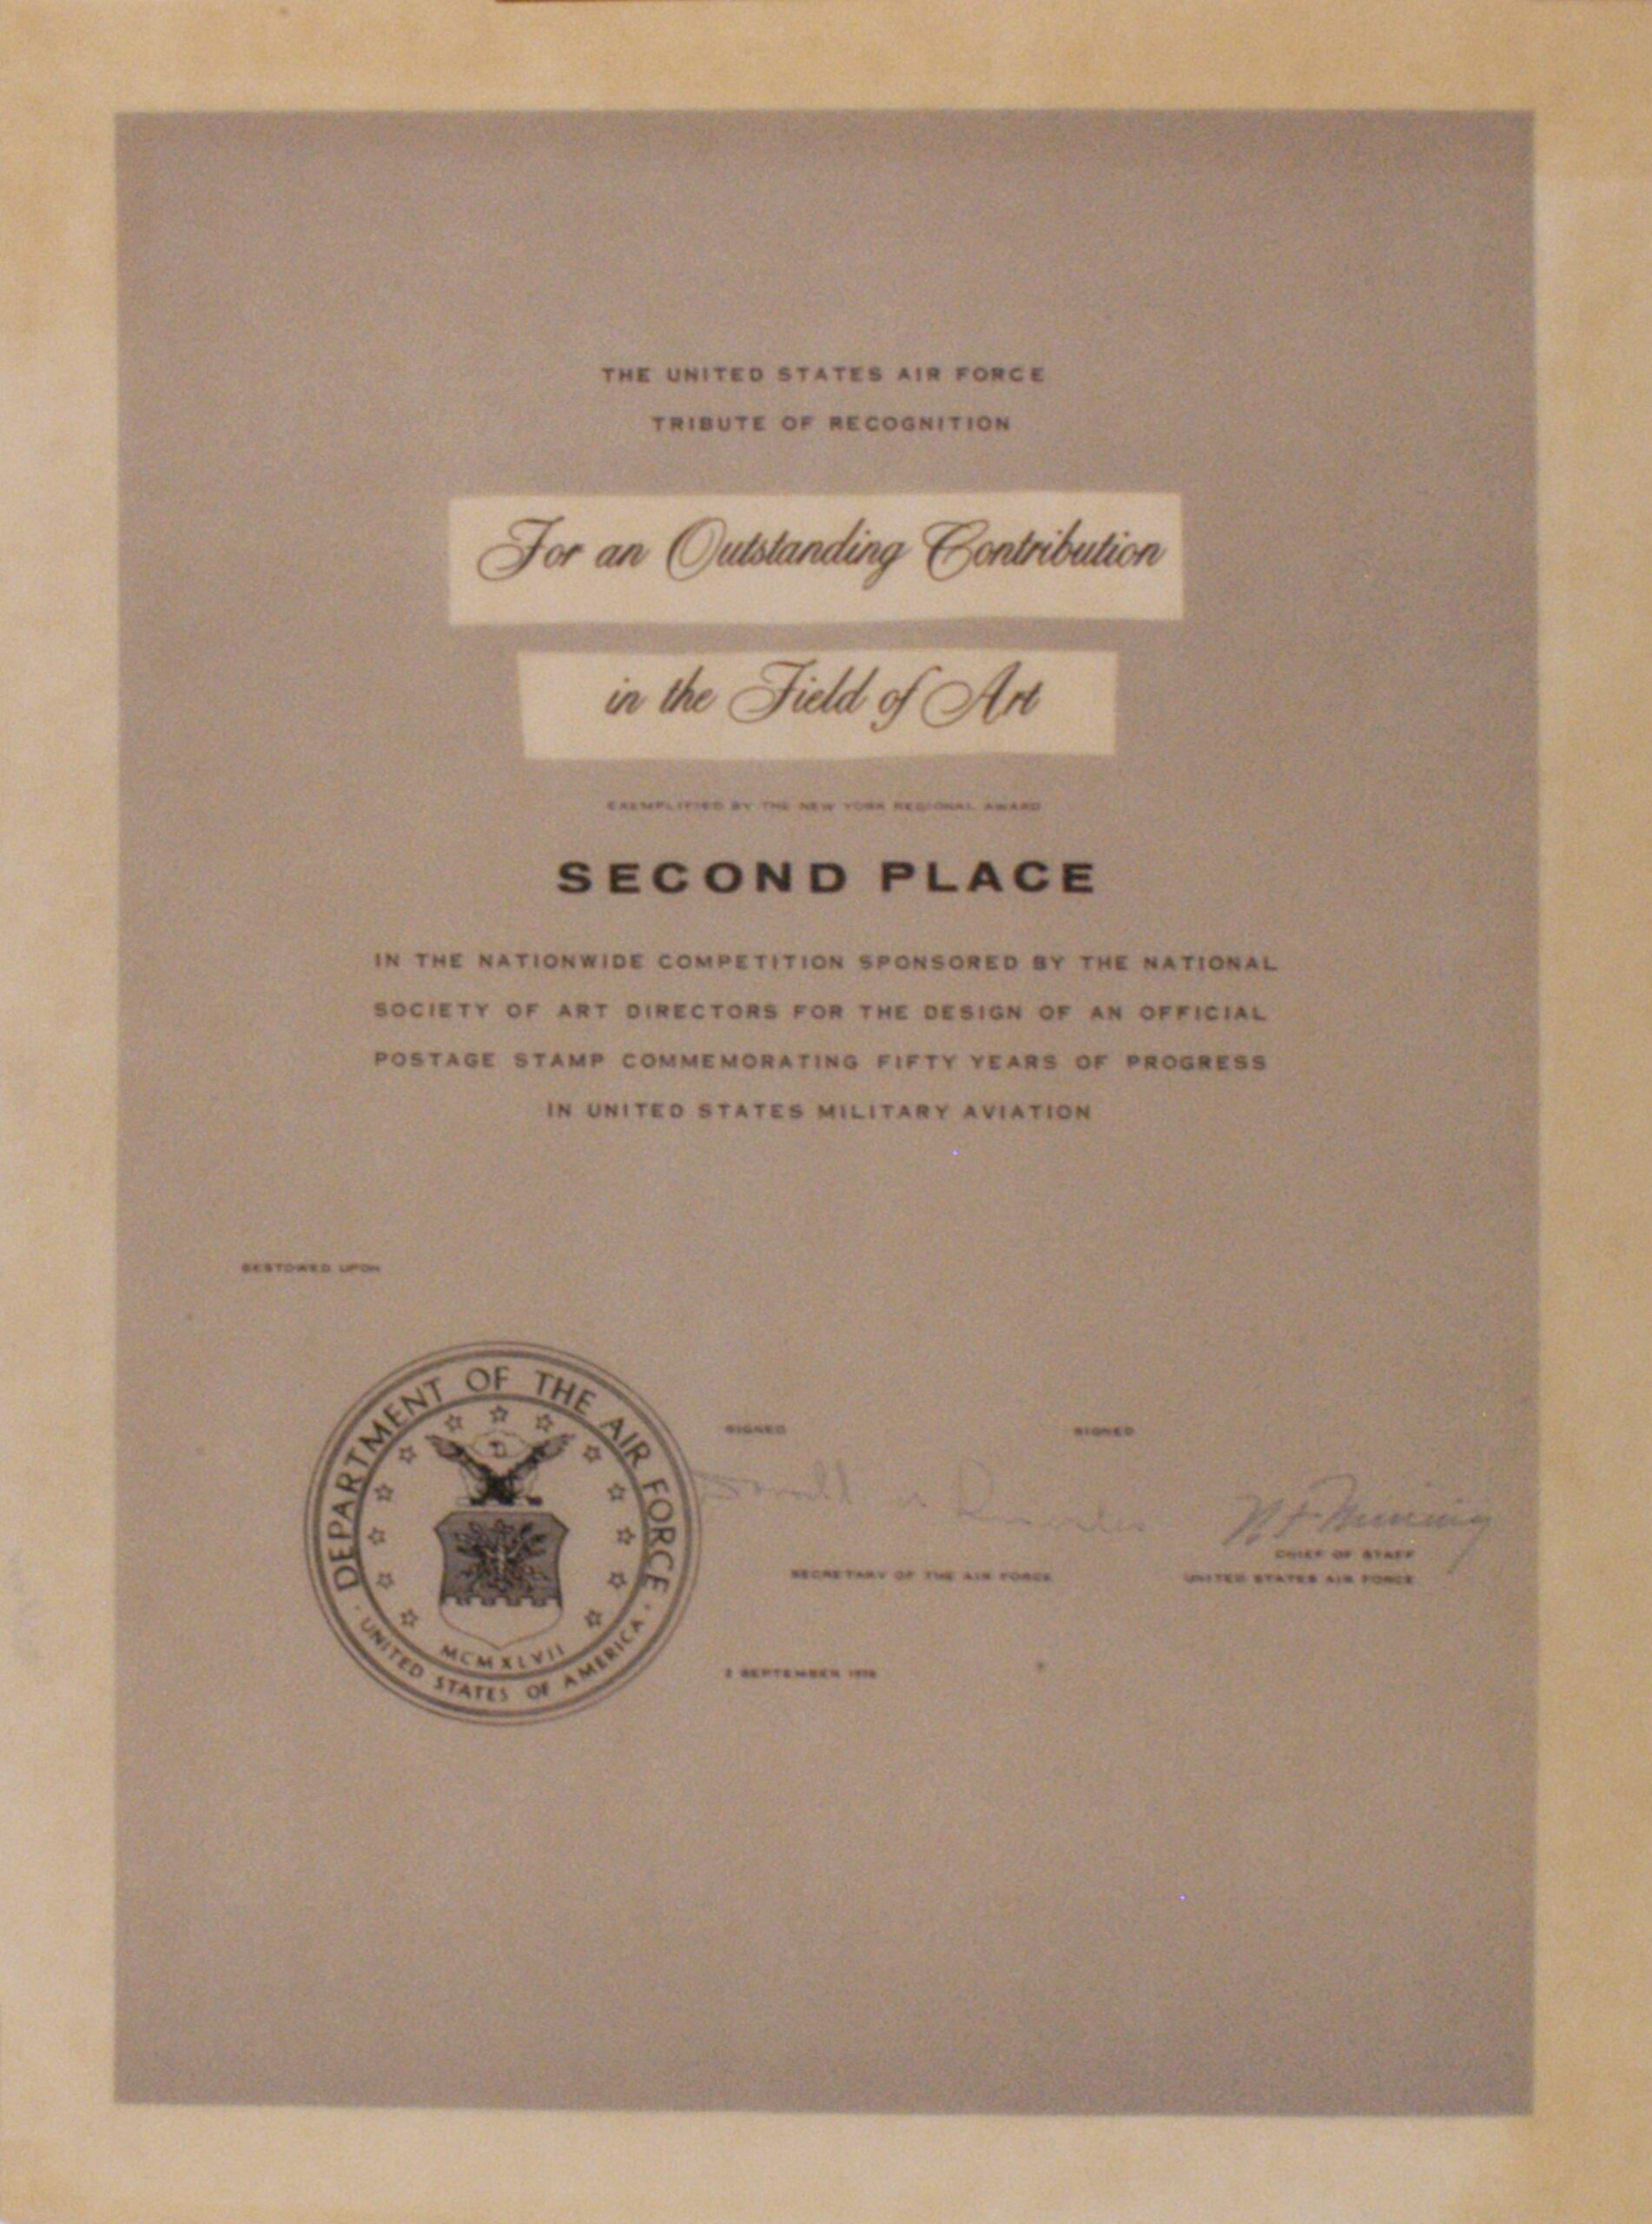 THE UNITED STATES AIR FORCE
TRIBUTE OF RECOGNITION
For an Outstanding Contribution
in the Field of Art
EXEMPLIFIED BY THE NEW YORK REGIONAL AWARD
SECOND PLACE
IN THE NATIONWIDE COMPETITION SPONSORED BY THE NATIONAL
SOCIETY OF ART DIRECTORS FOR THE DESIGN OF AN OFFICIAL
POSTAGE STAMP COMMEMORATING FIFTY YEARS OF PROGRESS
IN UNITED STATES MILITARY AVIATION
BESTOWED UPON
DEPARTMENT OF THE AIR FORCE
MCMXLVII
· UNITED STATES OF AMERICA ·
SIGNED
SECRETARY OF THE AIR FORCE
SIGNED
CHIEF OF STAFF
UNITED STATES AIR FORCE
SEPTEMBER